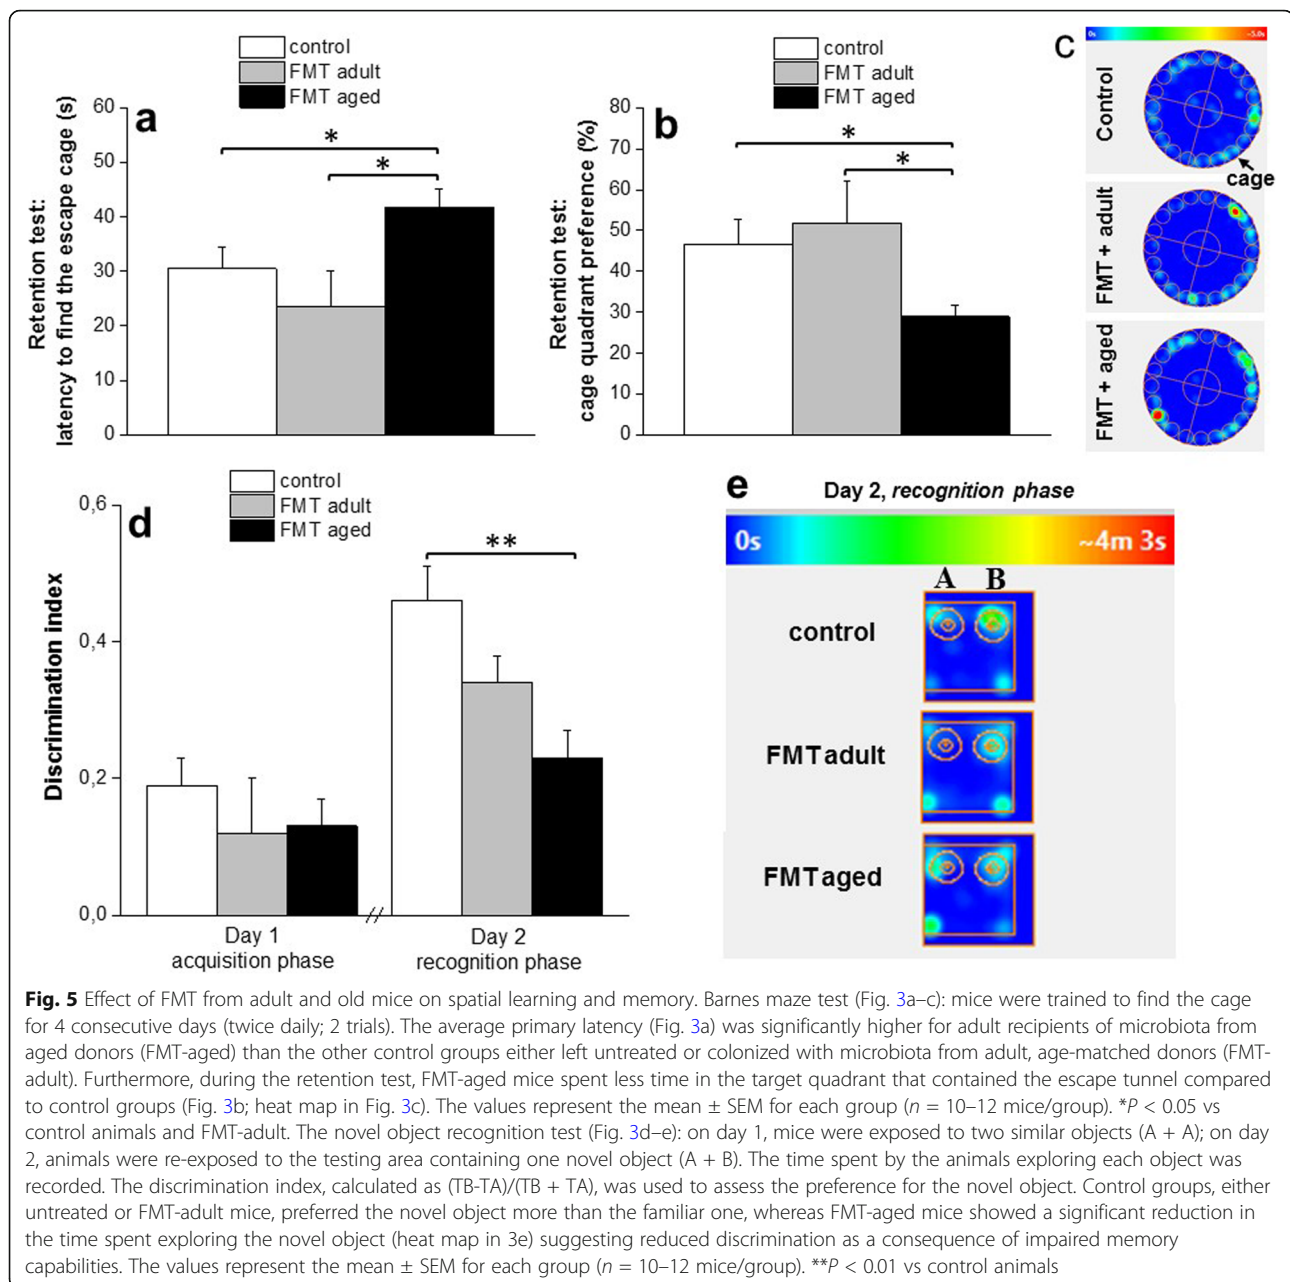 control
FMT adult
FMT aged
a
*
*
60
50
40
30
20
10
0
Retention test:
latency to find the escape cage (s)
control
FMT adult
FMT aged
b
*
*
80
70
60
50
40
30
20
10
0
Retention test:
cage quadrant preference (%)
c
0s
~5.0s
Control
cage
FMT + adult
FMT + aged
control
FMT adult
FMT aged
d
**
0,6
0,4
0,2
0,0
Discrimination index
Day 1
acquisition phase
//
Day 2
recognition phase
e
Day 2, recognition phase
0s
~4m 3s
A B
control
FMT adult
FMT aged
Fig. 5 Effect of FMT from adult and old mice on spatial learning and memory. Barnes maze test (Fig. 3a–c): mice were trained to find the cage
for 4 consecutive days (twice daily; 2 trials). The average primary latency (Fig. 3a) was significantly higher for adult recipients of microbiota from
aged donors (FMT-aged) than the other control groups either left untreated or colonized with microbiota from adult, age-matched donors (FMT-
adult). Furthermore, during the retention test, FMT-aged mice spent less time in the target quadrant that contained the escape tunnel compared
to control groups (Fig. 3b; heat map in Fig. 3c). The values represent the mean ± SEM for each group (n = 10–12 mice/group). *P < 0.05 vs
control animals and FMT-adult. The novel object recognition test (Fig. 3d–e): on day 1, mice were exposed to two similar objects (A + A); on day
2, animals were re-exposed to the testing area containing one novel object (A + B). The time spent by the animals exploring each object was
recorded. The discrimination index, calculated as (TB-TA)/(TB + TA), was used to assess the preference for the novel object. Control groups, either
untreated or FMT-adult mice, preferred the novel object more than the familiar one, whereas FMT-aged mice showed a significant reduction in
the time spent exploring the novel object (heat map in 3e) suggesting reduced discrimination as a consequence of impaired memory
capabilities. The values represent the mean ± SEM for each group (n = 10–12 mice/group). **P < 0.01 vs control animals